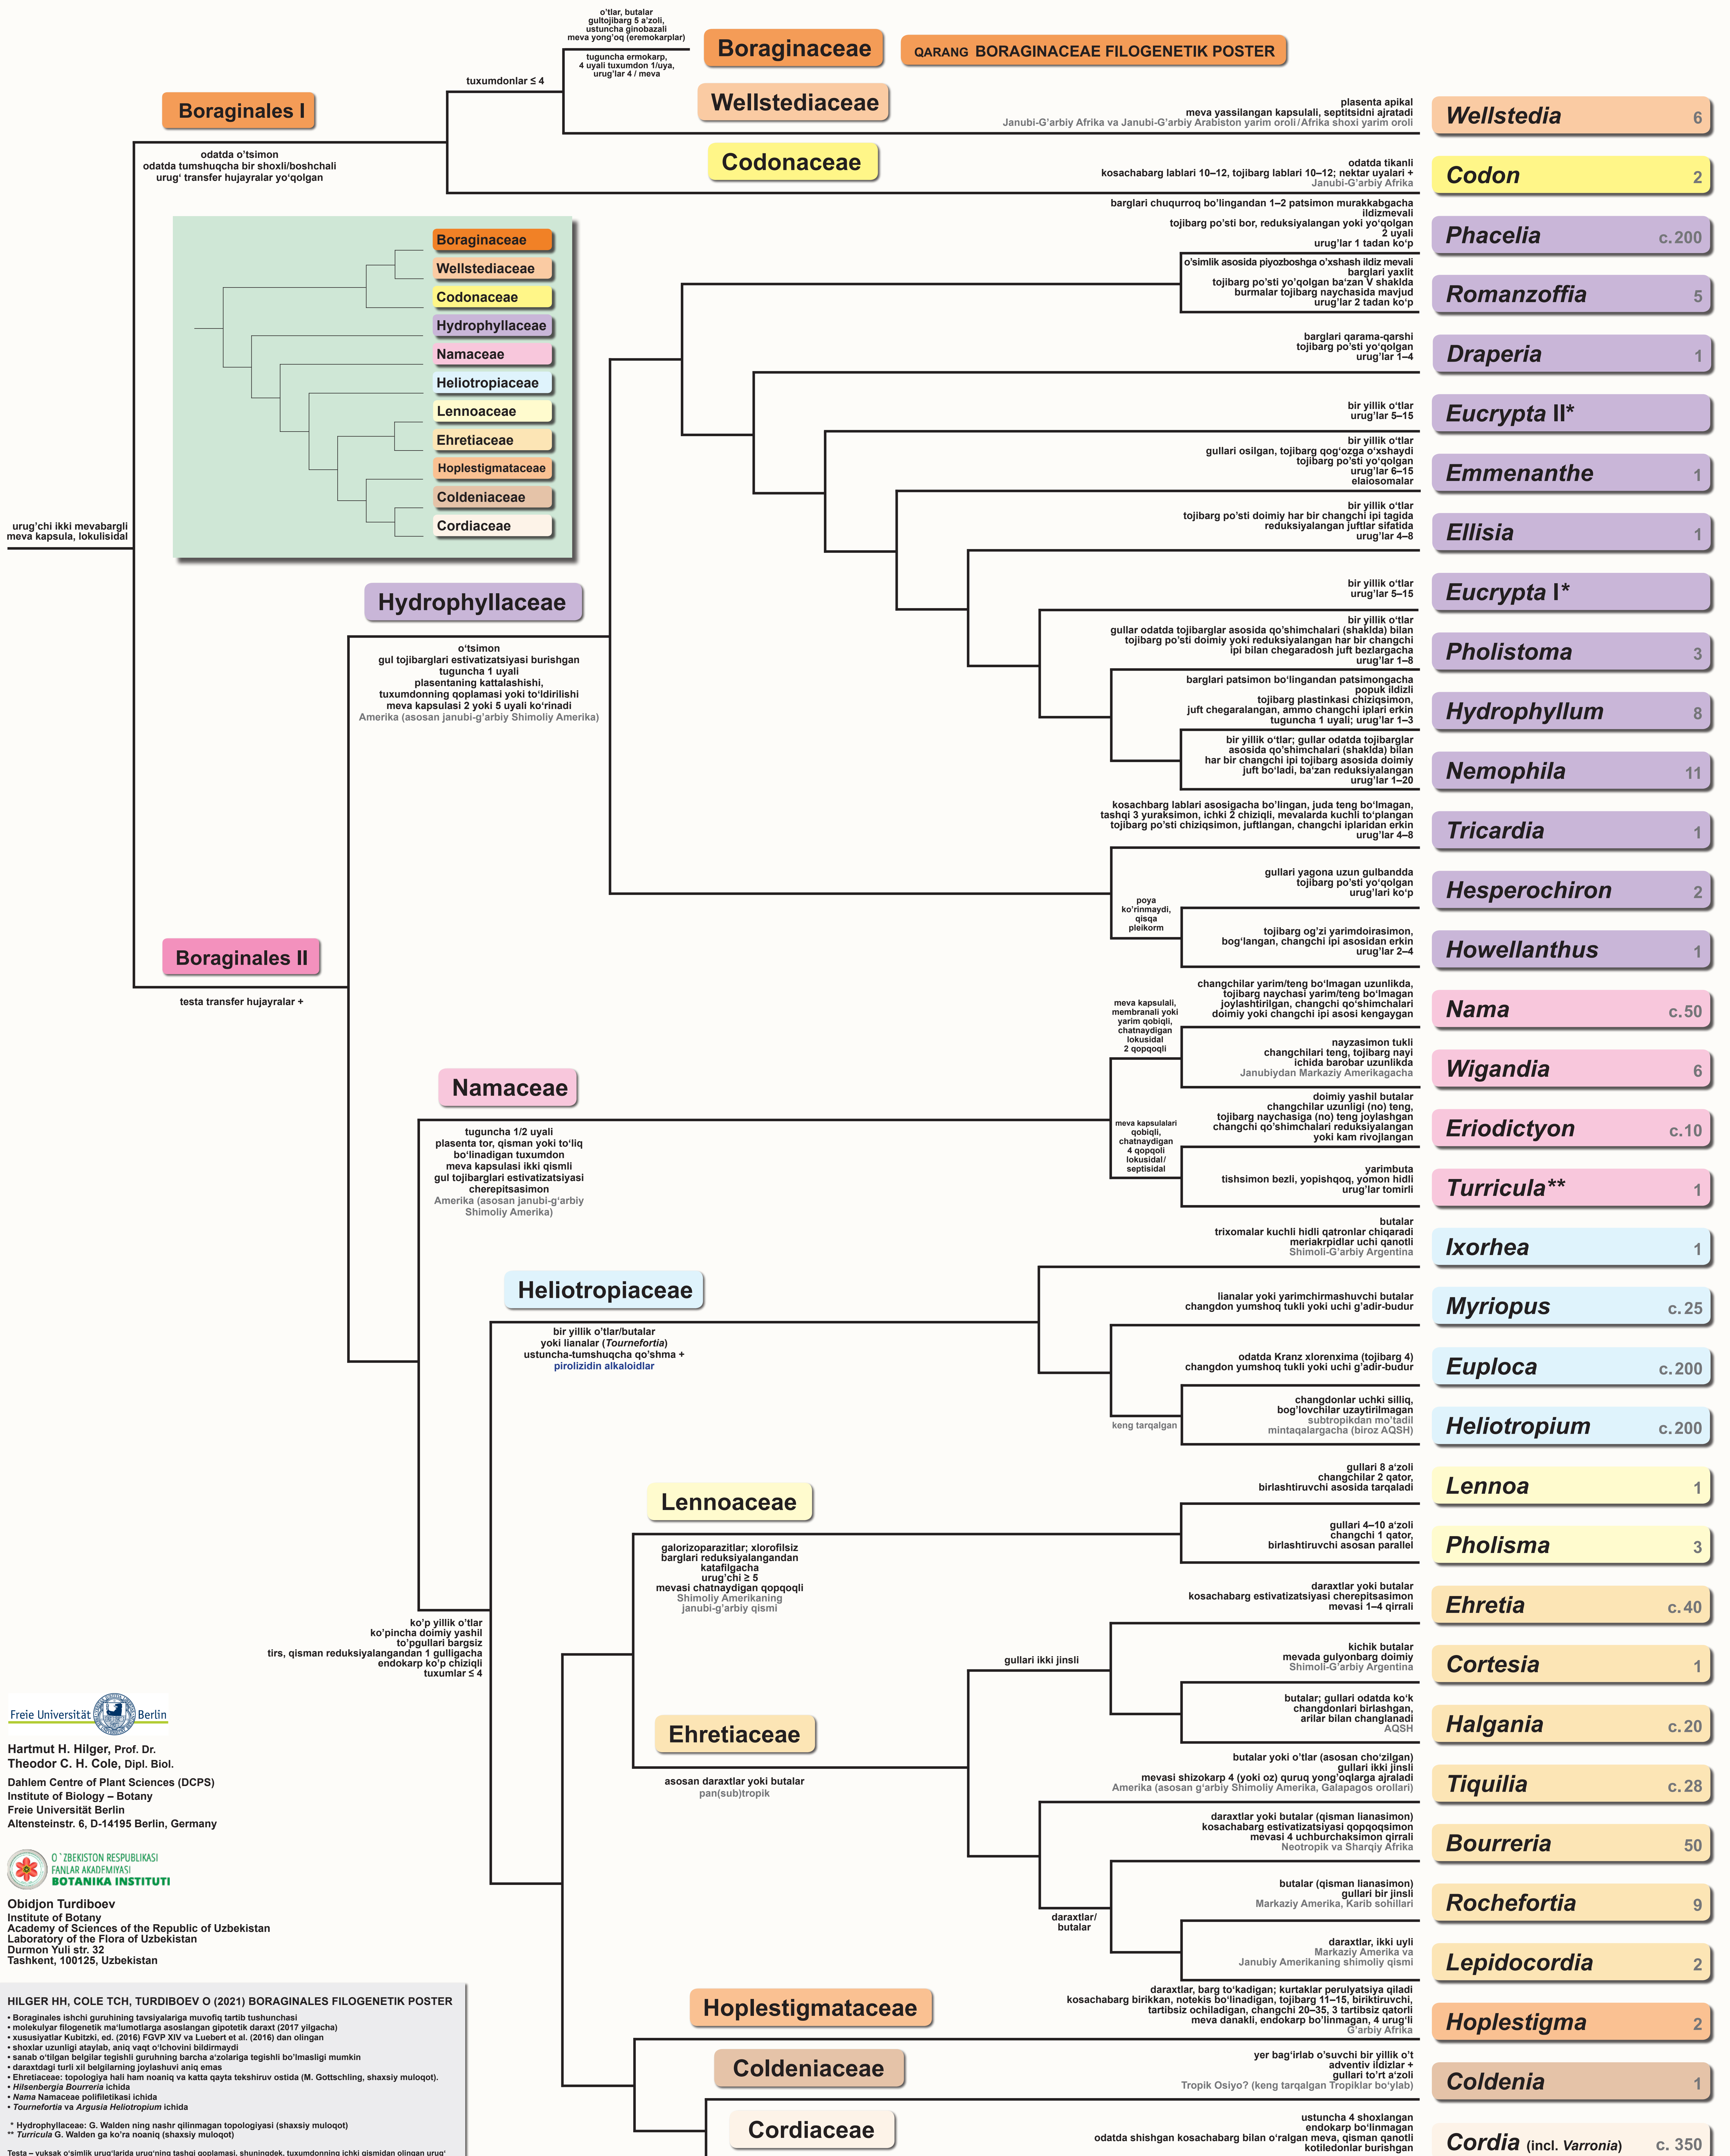 o’tlar, butalar
gultojibarg 5 a’zoli,
ustuncha ginobazali
meva yong’oq (eremokarplar)
Boraginaceae
QARANG BORAGINACEAE FILOGENETIK POSTER
tuguncha ermokarp,
4 uyali tuxumdon 1/uya,
urug’lar 4 / meva
tuxumdonlar ≤ 4
Wellstediaceae
Boraginales I
plasenta apikal
meva yassilangan kapsulali, septitsidni ajratadi
Janubi-G’arbiy Afrika va Janubi-G’arbiy Arabiston yarim oroli/Afrika shoxi yarim oroli
Wellstedia 6
odatda o’tsimon
odatda tumshuqcha bir shoxli/boshchali
urug‘ transfer hujayralar yo‘qolgan
Codonaceae
odatda tikanli
kosachabarg lablari 10–12, tojibarg lablari 10–12; nektar uyalari +
Janubi-G’arbiy Afrika
Codon 2
barglari chuqurroq bo’lingandan 1–2 patsimon murakkabgacha
ildizmevali
tojibarg po’sti bor, reduksiyalangan yoki yo‘qolgan
2 uyali
urug’lar 1 tadan ko‘p
Phacelia c.200
Boraginaceae
Wellstediaceae
Codonaceae
Hydrophyllaceae
Namaceae
Heliotropiaceae
Lennoaceae
Ehretiaceae
Hoplestigmataceae
Coldeniaceae
Cordiaceae
o’simlik asosida piyozboshga o’xshash ildiz mevali
barglari yaxlit
tojibarg po’sti yo’qolgan ba‘zan V shaklda
burmalar tojibarg naychasida mavjud
urug’lar 2 tadan ko‘p
Romanzoffia 5
barglari qarama-qarshi
tojibarg po’sti yo‘qolgan
urug’lar 1–4
Draperia 1
bir yillik o‘tlar
urug’lar 5–15
Eucrypta II*
bir yillik o‘tlar
gullari osilgan, tojibarg qog‘ozga o‘xshaydi
tojibarg po’sti yo‘qolgan
urug’lar 6–15
elaiosomalar
Emmenanthe 1
bir yillik o‘tlar
tojibarg po’sti doimiy har bir changchi ipi tagida
reduksiyalangan juftlar sifatida
urug’lar 4–8
Ellisia 1
urug’chi ikki mevabargli
meva kapsula, lokulisidal
bir yillik o‘tlar
urug’lar 5–15
Eucrypta I*
Hydrophyllaceae
o‘tsimon
gul tojibarglari estivatizatsiyasi burishgan
tuguncha 1 uyali
plasentaning kattalashishi,
tuxumdonning qoplamasi yoki to‘ldirilishi
meva kapsulasi 2 yoki 5 uyali ko‘rinadi
Amerika (asosan janubi-g’arbiy Shimoliy Amerika)
bir yillik o‘tlar
gullar odatda tojibarglar asosida qo’shimchalari (shaklda) bilan
tojibarg po’sti doimiy yoki reduksiyalangan har bir changchi
ipi bilan chegaradosh juft bezlargacha
urug’lar 1–8
Pholistoma 3
barglari patsimon bo‘lingandan patsimongacha
popuk ildizli
tojibarg plastinkasi chiziqsimon,
juft chegaralangan, ammo changchi iplari erkin
tuguncha 1 uyali; urug’lar 1–3
Hydrophyllum 8
bir yillik o‘tlar; gullar odatda tojibarglar
asosida qo’shimchalari (shaklda) bilan
har bir changchi ipi tojibarg asosida doimiy
juft bo‘ladi, ba‘zan reduksiyalangan
urug’lar 1–20
Nemophila 11
kosachbarg lablari asosigacha bo’lingan, juda teng bo‘lmagan,
tashqi 3 yuraksimon, ichki 2 chiziqli, mevalarda kuchli to‘plangan
tojibarg po’sti chiziqsimon, juftlangan, changchi iplaridan erkin
urug’lar 4–8
Tricardia 1
gullari yagona uzun gulbandda
tojibarg po’sti yo‘qolgan
urug’lari ko‘p
Hesperochiron 2
poya
ko’rinmaydi,
qisqa
pleikorm
tojibarg og’zi yarimdoirasimon,
bog‘langan, changchi ipi asosidan erkin
urug’lar 2–4
Howellanthus 1
Boraginales II
testa transfer hujayralar +
changchilar yarim/teng bo‘lmagan uzunlikda,
tojibarg naychasi yarim/teng bo‘lmagan
joylashtirilgan, changchi qo‘shimchalari
doimiy yoki changchi ipi asosi kengaygan
Nama c.50
meva kapsulali,
membranali yoki
yarim qobiqli,
chatnaydigan
lokusidal
2 qopqoqli
nayzasimon tukli
changchilari teng, tojibarg nayi
ichida barobar uzunlikda
Janubiydan Markaziy Amerikagacha
Wigandia 6
Namaceae
tuguncha 1/2 uyali
plasenta tor, qisman yoki to‘liq
bo‘linadigan tuxumdon
meva kapsulasi ikki qismli
gul tojibarglari estivatizatsiyasi
cherepitsasimon
Amerika (asosan janubi-g‘arbiy
Shimoliy Amerika)
doimiy yashil butalar
changchilar uzunligi (no) teng,
tojibarg naychasiga (no) teng joylashgan
changchi qo’shimchalari reduksiyalangan
yoki kam rivojlangan
Eriodictyon c.10
meva kapsulalari
qobiqli,
chatnaydigan
4 qopqoli
lokusidal/
septisidal
yarimbuta
tishsimon bezli, yopishqoq, yomon hidli
urug’lar tomirli
Turricula** 1
butalar
trixomalar kuchli hidli qatronlar chiqaradi
meriakrpidlar uchi qanotli
Shimoli-G’arbiy Argentina
Ixorhea 1
Heliotropiaceae
bir yillik o’tlar/butalar
yoki lianalar (Tournefortia)
ustuncha-tumshuqcha qo’shma +
pirolizidin alkaloidlar
lianalar yoki yarimchirmashuvchi butalar
changdon yumshoq tukli yoki uchi g’adir-budur
Myriopus c.25
odatda Kranz xlorenxima (tojibarg 4)
changdon yumshoq tukli yoki uchi g’adir-budur
Euploca c.200
keng tarqalgan
changdonlar uchki silliq,
bog’lovchilar uzaytirilmagan
subtropikdan mo’tadil
mintaqalargacha (biroz AQSH)
Heliotropium c.200
gullari 8 a‘zoli
changchilar 2 qator,
birlashtiruvchi asosida tarqaladi
Lennoa 1
Lennoaceae
galorizoparazitlar; xlorofilsiz
barglari reduksiyalangandan
katafilgacha
urug’chi ≥ 5
mevasi chatnaydigan qopqoqli
Shimoliy Amerikaning
janubi-g’arbiy qismi
gullari 4–10 a‘zoli
changchi 1 qator,
birlashtiruvchi asosan parallel
Pholisma 3
daraxtlar yoki butalar
kosachabarg estivatizatsiyasi cherepitsasimon
mevasi 1–4 qirrali
Ehretia c.40
ko’p yillik o’tlar
ko’pincha doimiy yashil
to’pgullari bargsiz
tirs, qisman reduksiyalangandan 1 gulligacha
endokarp ko’p chiziqli
tuxumlar ≤ 4
gullari ikki jinsli
kichik butalar
mevada gulyonbarg doimiy
Shimoli-G’arbiy Argentina
Cortesia 1
butalar; gullari odatda ko‘k
changdonlari birlashgan,
arilar bilan changlanadi
AQSH
Halgania c.20
Ehretiaceae
asosan daraxtlar yoki butalar
pan(sub)tropik
butalar yoki o’tlar (asosan cho‘zilgan)
gullari ikki jinsli
mevasi shizokarp 4 (yoki oz) quruq yong’oqlarga ajraladi
Amerika (asosan g‘arbiy Shimoliy Amerika, Galapagos orollari)
Tiquilia c.28
daraxtlar yoki butalar (qisman lianasimon)
kosachabarg estivatizatsiyasi qopqoqsimon
mevasi 4 uchburchaksimon qirrali
Neotropik va Sharqiy Afrika
Bourreria 50
butalar (qisman lianasimon)
gullari bir jinsli
Markaziy Amerika, Karib sohillari
Rochefortia 9
daraxtlar/
butalar
daraxtlar, ikki uyli
Markaziy Amerika va
Janubiy Amerikaning shimoliy qismi
Lepidocordia 2
Hoplestigmataceae
daraxtlar, barg to‘kadigan; kurtaklar perulyatsiya qiladi
kosachabarg birikkan, notekis bo‘linadigan, tojibarg 11–15, biriktiruvchi,
tartibsiz ochiladigan, changchi 20–35, 3 tartibsiz qatorli
meva danakli, endokarp bo’linmagan, 4 urug‘li
G’arbiy Afrika
Hoplestigma 2
Coldeniaceae
yer bag‘irlab o’suvchi bir yillik o’t
adventiv ildizlar +
gullari to’rt a’zoli
Tropik Osiyo? (keng tarqalgan Tropiklar bo‘ylab)
Coldenia 1
Cordiaceae
ustuncha 4 shoxlangan
endokarp bo‘linmagan
odatda shishgan kosachabarg bilan o‘ralgan meva, qisman qanotli
kotiledonlar burishgan
Cordia (incl. Varronia) c. 350
Freie Universität Berlin
Hartmut H. Hilger, Prof. Dr.
Theodor C. H. Cole, Dipl. Biol.
Dahlem Centre of Plant Sciences (DCPS)
Institute of Biology – Botany
Freie Universität Berlin
Altensteinstr. 6, D-14195 Berlin, Germany
O`ZBEKISTON RESPUBLIKASI
FANLAR AKADEMIYASI
BOTANIKA INSTITUTI
Obidjon Turdiboev
Institute of Botany
Academy of Sciences of the Republic of Uzbekistan
Laboratory of the Flora of Uzbekistan
Durmon Yuli str. 32
Tashkent, 100125, Uzbekistan
HILGER HH, COLE TCH, TURDIBOEV O (2021) BORAGINALES FILOGENETIK POSTER
• Boraginales ishchi guruhining tavsiyalariga muvofiq tartib tushunchasi
• molekulyar filogenetik ma‘lumotlarga asoslangan gipotetik daraxt (2017 yilgacha)
• xususiyatlar Kubitzki, ed. (2016) FGVP XIV va Luebert et al. (2016) dan olingan
• shoxlar uzunligi ataylab, aniq vaqt o‘lchovini bildirmaydi
• sanab o‘tilgan belgilar tegishli guruhning barcha a‘zolariga tegishli bo’lmasligi mumkin
• daraxtdagi turli xil belgilarning joylashuvi aniq emas
• Ehretiaceae: topologiya hali ham noaniq va katta qayta tekshiruv ostida (M. Gottschling, shaxsiy muloqot).
• Hilsenbergia Bourreria ichida
• Nama Namaceae polifiletikasi ichida
• Tournefortia va Argusia Heliotropium ichida
* Hydrophyllaceae: G. Walden ning nashr qilinmagan topologiyasi (shaxsiy muloqot)
** Turricula G. Walden ga ko‘ra noaniq (shaxsiy muloqot)
Testa – yuksak o‘simlik urug‘larida urug‘ning tashqi qoplamasi, shuningdek, tuxumdonning ichki qismidan olingan urug‘